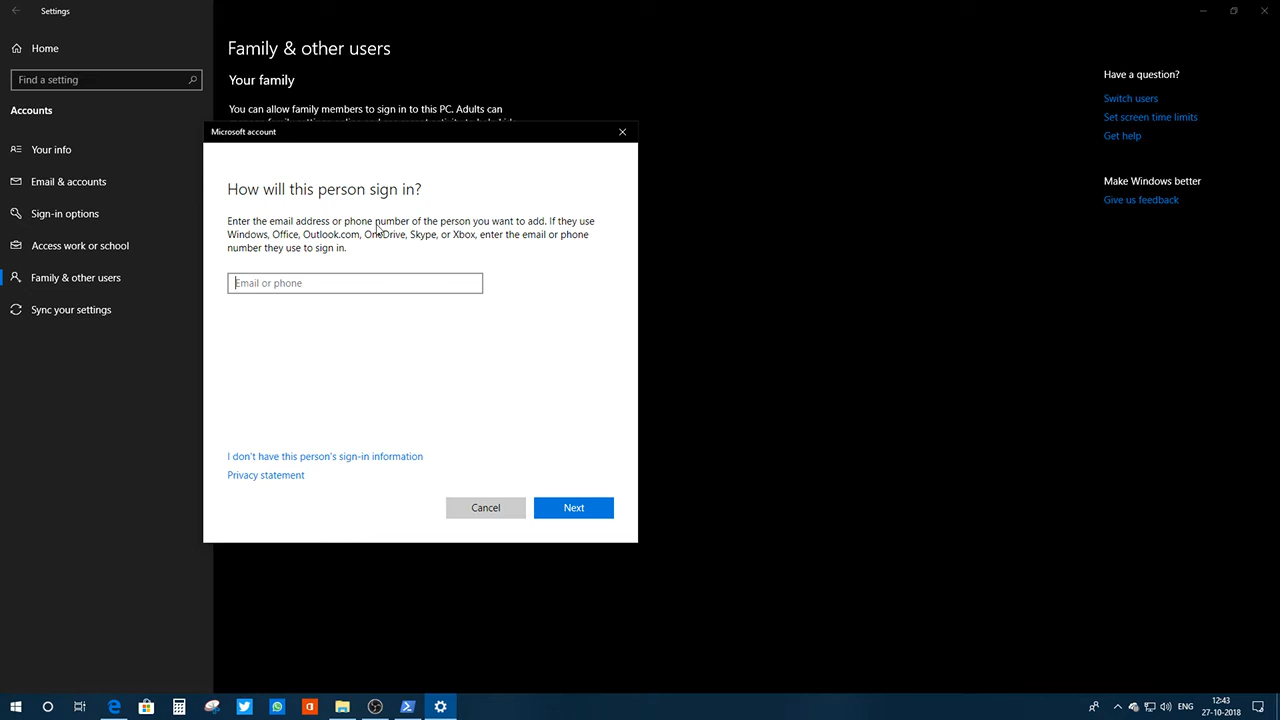 Settings
Home
Find a setting
Accounts
Your info
Email & accounts
Sign-in options
Access work or school
Family & other users
Sync your settings
Family & other users
Your family
You can allow family members to sign in to this PC. Adults can
Microsoft account
How will this person sign in?
Enter the email address or phone number of the person you want to add. If they use
Windows, Office, Outlook.com, OneDrive, Skype, or Xbox, enter the email or phone
number they use to sign in.
Email or phone
I don't have this person's sign-in information
Privacy statement
Cancel
Next
Have a question?
Switch users
Set screen time limits
Get help
Make Windows better
Give us feedback
ENG
12:43
27-10-2018